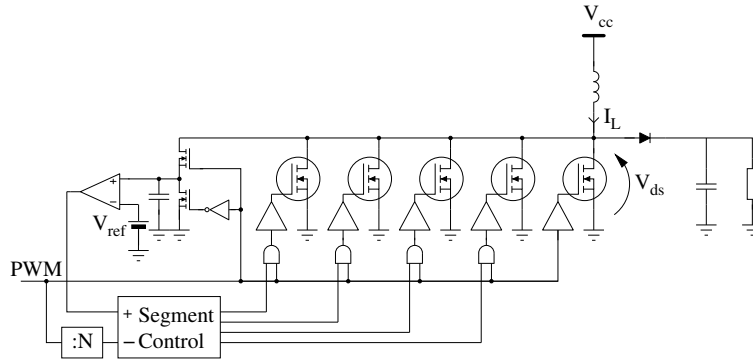 V_cc
I_L
V_ds
+
−
V_ref
PWM
+ Segment
− Control
:N